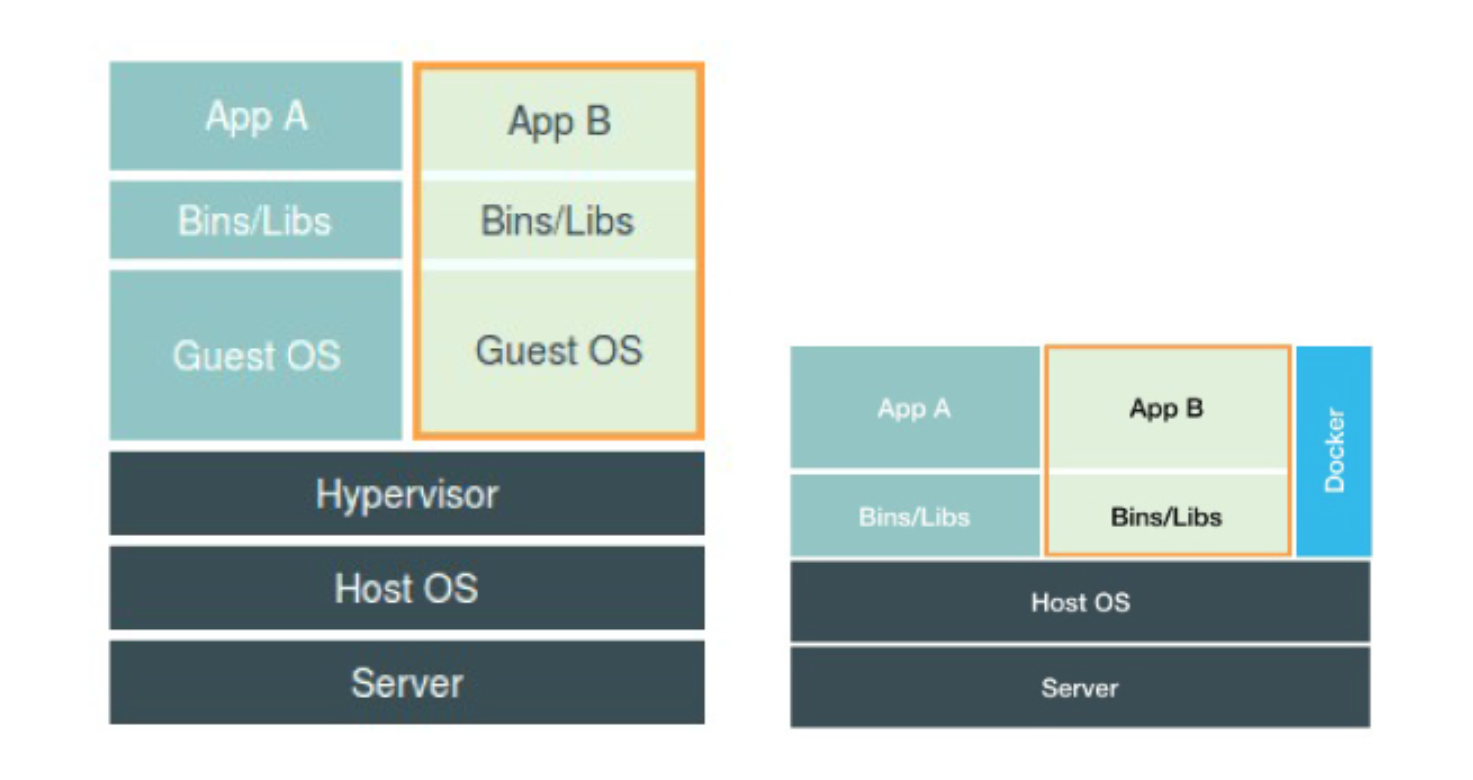 App A
App B
Bins/Libs
Bins/Libs
Guest OS
Guest OS
Hypervisor
Host OS
Server
App A
App B
Docker
Bins/Libs
Bins/Libs
Host OS
Server